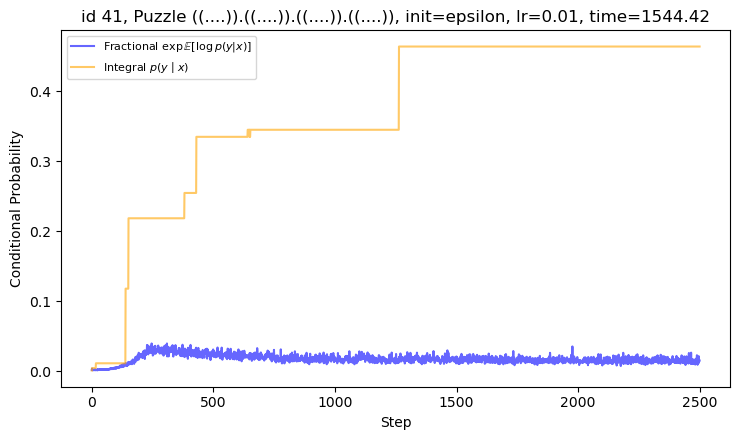 id 41, Puzzle ((....)).((....)).((....)).((....)), init=epsilon, lr=0.01, time=1544.42
Fractional exp𝔼[log p(y|x)]
Integral p(y | x)
Conditional Probability
0.4
0.3
0.2
0.1
0.0
0
500
1000
1500
2000
2500
Step